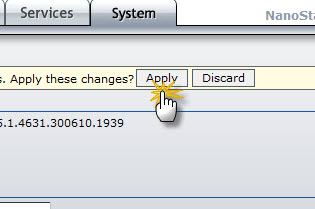 Services System NanoSta
s. Apply these changes? Apply Discard
5.1.4631.300610.1939